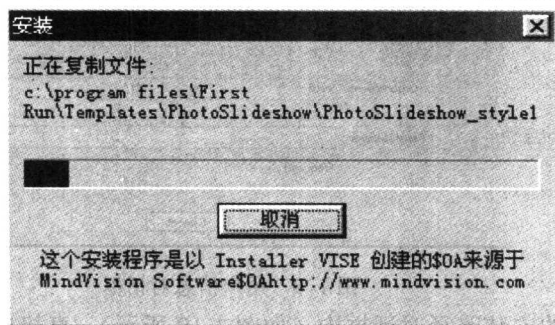 安装
正在复制文件:
c:\program files\First
Run\Templates\PhotoSlideshow\PhotoSlideshow_style1
取消
这个安装程序是以 Installer VISE 创建的$0A来源于
MindVision Software$0Ahttp://www.mindvision.com